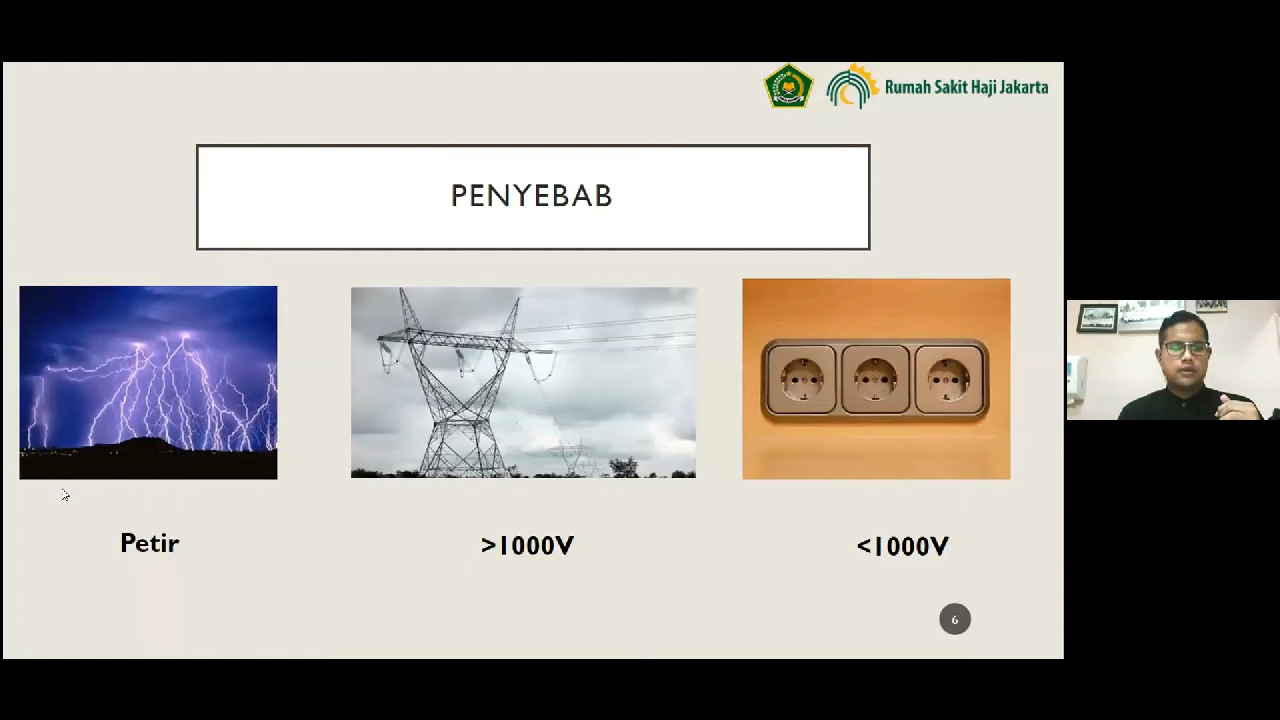 Rumah Sakit Haji Jakarta
PENYEBAB
Petir
>1000V
<1000V
6